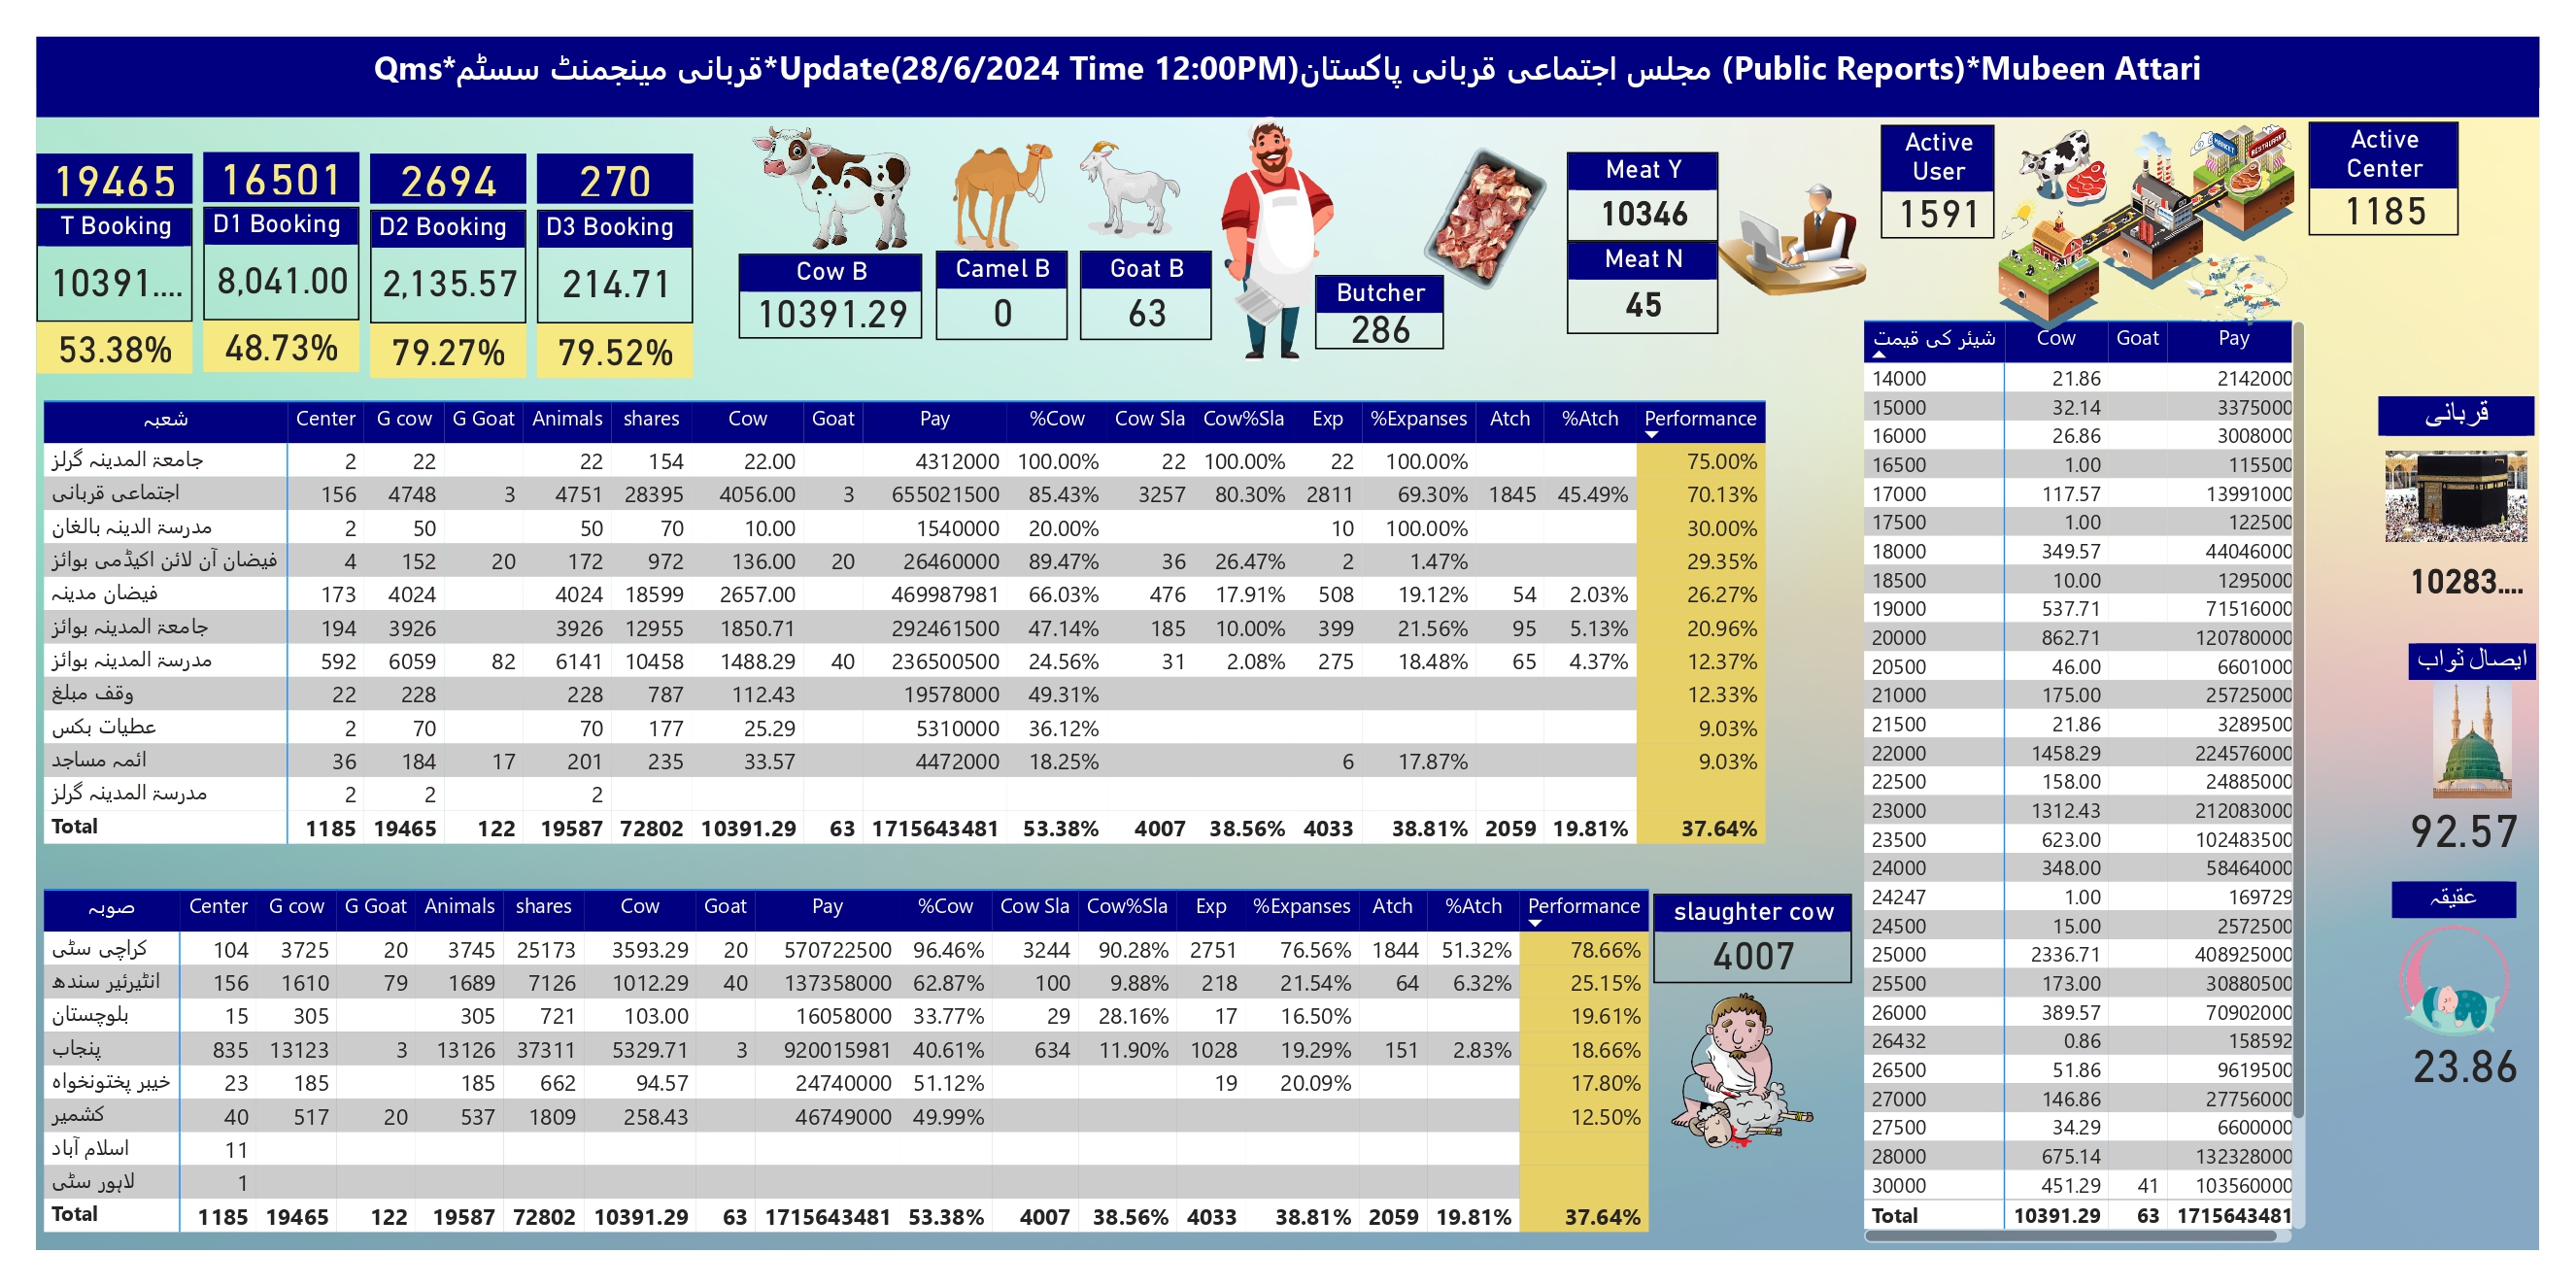 Qms*قربانی مینجمنٹ سسٹم*Update(28/6/2024 Time 12:00PM)مجلس اجتماعی قربانی پاکستان (Public Reports)*Mubeen Attari
19465 16501 2694 270
T Booking D1 Booking D2 Booking D3 Booking
10391.... 8,041.00 2,135.57 214.71
53.38% 48.73% 79.27% 79.52%
Cow B Camel B Goat B
10391.29 0 63
Butcher
286
Meat Y
10346
Meat N
45
Active User
1591
MARKET RESTAURANT
Active Center
1185
شعبہ Center G cow G Goat Animals shares Cow Goat Pay %Cow Cow Sla Cow%Sla Exp %Expanses Atch %Atch Performance
جامعۃ المدینہ گرلز 2 22 22 154 22.00 4312000 100.00% 22 100.00% 22 100.00% 75.00%
اجتماعی قربانی 156 4748 3 4751 28395 4056.00 3 655021500 85.43% 3257 80.30% 2811 69.30% 1845 45.49% 70.13%
مدرسۃ الدینہ بالغان 2 50 50 70 10.00 1540000 20.00% 10 100.00% 30.00%
فیضان آن لائن اکیڈمی بوائز 4 152 20 172 972 136.00 20 26460000 89.47% 36 26.47% 2 1.47% 29.35%
فیضان مدینہ 173 4024 4024 18599 2657.00 469987981 66.03% 476 17.91% 508 19.12% 54 2.03% 26.27%
جامعۃ المدینہ بوائز 194 3926 3926 12955 1850.71 292461500 47.14% 185 10.00% 399 21.56% 95 5.13% 20.96%
مدرسۃ المدینہ بوائز 592 6059 82 6141 10458 1488.29 40 236500500 24.56% 31 2.08% 275 18.48% 65 4.37% 12.37%
وقف مبلغ 22 228 228 787 112.43 19578000 49.31% 12.33%
عطیات بکس 2 70 70 177 25.29 5310000 36.12% 9.03%
ائمہ مساجد 36 184 17 201 235 33.57 4472000 18.25% 6 17.87% 9.03%
مدرسۃ المدینہ گرلز 2 2 2
Total 1185 19465 122 19587 72802 10391.29 63 1715643481 53.38% 4007 38.56% 4033 38.81% 2059 19.81% 37.64%
صوبہ Center G cow G Goat Animals shares Cow Goat Pay %Cow Cow Sla Cow%Sla Exp %Expanses Atch %Atch Performance
کراچی سٹی 104 3725 20 3745 25173 3593.29 20 570722500 96.46% 3244 90.28% 2751 76.56% 1844 51.32% 78.66%
انٹیرئیر سندھ 156 1610 79 1689 7126 1012.29 40 137358000 62.87% 100 9.88% 218 21.54% 64 6.32% 25.15%
بلوچستان 15 305 305 721 103.00 16058000 33.77% 29 28.16% 17 16.50% 19.61%
پنجاب 835 13123 3 13126 37311 5329.71 3 920015981 40.61% 634 11.90% 1028 19.29% 151 2.83% 18.66%
خیبر پختونخواہ 23 185 185 662 94.57 24740000 51.12% 19 20.09% 17.80%
کشمیر 40 517 20 537 1809 258.43 46749000 49.99% 12.50%
اسلام آباد 11
لاہور سٹی 1
Total 1185 19465 122 19587 72802 10391.29 63 1715643481 53.38% 4007 38.56% 4033 38.81% 2059 19.81% 37.64%
slaughter cow
4007
شیئر کی قیمت Cow Goat Pay
14000 21.86 2142000
15000 32.14 3375000
16000 26.86 3008000
16500 1.00 115500
17000 117.57 13991000
17500 1.00 122500
18000 349.57 44046000
18500 10.00 1295000
19000 537.71 71516000
20000 862.71 120780000
20500 46.00 6601000
21000 175.00 25725000
21500 21.86 3289500
22000 1458.29 224576000
22500 158.00 24885000
23000 1312.43 212083000
23500 623.00 102483500
24000 348.00 58464000
24247 1.00 169729
24500 15.00 2572500
25000 2336.71 408925000
25500 173.00 30880500
26000 389.57 70902000
26432 0.86 158592
26500 51.86 9619500
27000 146.86 27756000
27500 34.29 6600000
28000 675.14 132328000
30000 451.29 41 103560000
Total 10391.29 63 1715643481
قربانی
10283....
ایصال ثواب
92.57
عقیقہ
23.86